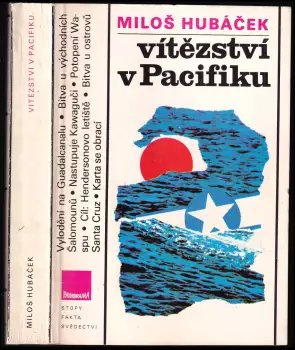 MILOŠ HUBÁČEK
vítězství
v Pacifiku
VÍTĚZSTVÍ V PACIFIKU
MILOŠ HUBÁČEK
Vylodění na Guadalcanalu • Bitva u východních
Šalomounů • Nastupuje Kawaguči • Potopení Wa-
spu • Cíl: Hendersonovo letiště • Bitva u ostrovů
Santa Cruz • Karta se obrací
PANORAMA
STOPY
FAKTA
SVĚDECTVÍ